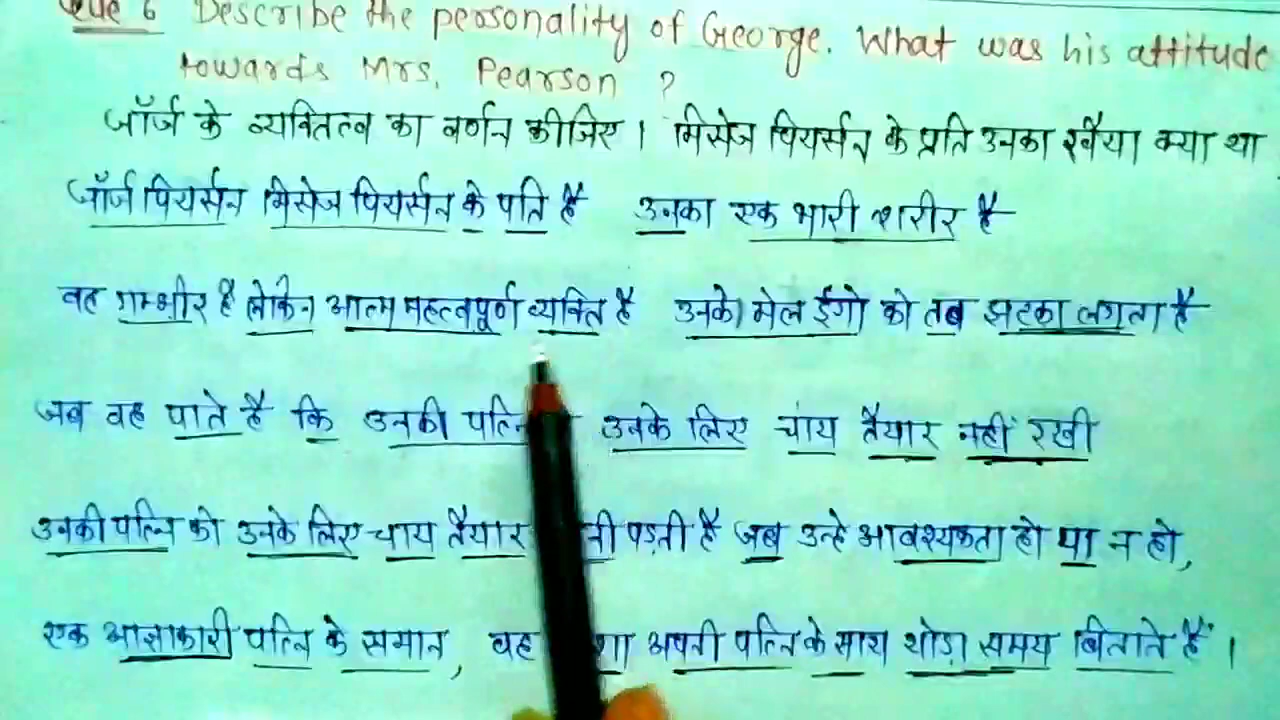 Que 6 Describe the personality of George. What was his attitude
towards Mrs. Pearson ?
जॉर्ज के व्यक्तित्व का वर्णन कीजिए । मिसेज पियर्सन के प्रति उनका रवैया क्या था
जॉर्ज पियर्सन मिसेज पियर्सन के पति है उनका एक भारी शरीर है
वह गम्भीर है लेकिन आत्म महत्वपूर्ण व्यक्ति है उनके मेल ईगो को तब झटका लगता है
जब वह पाते है कि उनकी पत्नि उनके लिए चांय तैयार नहीं रखी
उनकी पत्नि को उनके लिए चाय तैयार पड़ती है जब उन्हे आवश्यकता हो या न हो,
एक आज्ञाकारी पत्नि के समान, वह अपनी पत्नि के साथ थोड़ा समय बिताते हैं ।